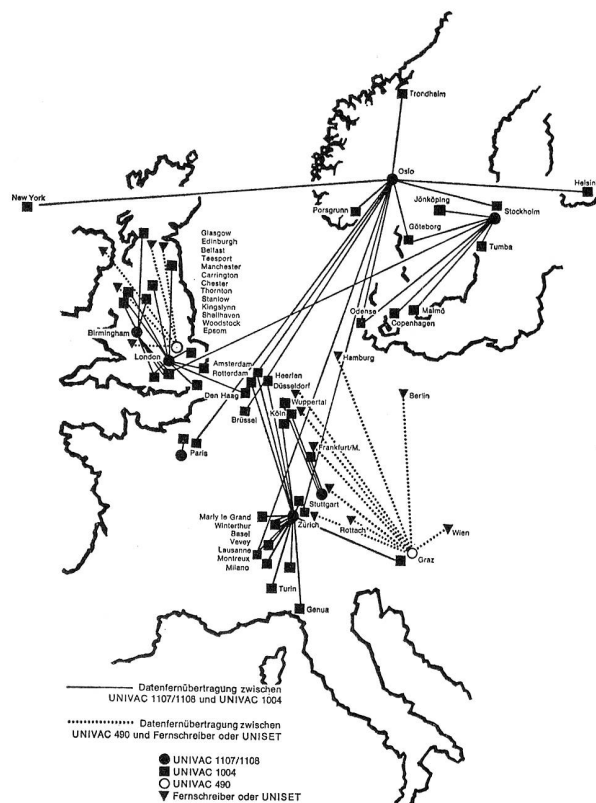 Trondheim
Oslo
New York
Helsin
Porsgrunn
Jönköping
Stockholm
Göteborg
Tumba
Glasgow
Edinburgh
Belfast
Teesport
Manchester
Carrington
Chester
Thornton
Stanlow
Kingslynn
Shellhaven
Woodstock
Epsom
Odense
Malmö
Copenhagen
Birmingham
London
Hamburg
Amsterdam
Rotterdam
Heerlen
Düsseldorf
Den Haag
Wuppertal
Berlin
Brüssel
Köln
Paris
Frankfurt/M.
Stuttgart
Marly le Grand
Winterthur
Zürich
Rottach
Wien
Basel
Vevey
Lausanne
Montreux
Milano
Graz
Turin
Genua
Datenfernübertragung zwischen
UNIVAC 1107/1108 und UNIVAC 1004
Datenfernübertragung zwischen
UNIVAC 490 und Fernschreiber oder UNISET
UNIVAC 1107/1108
UNIVAC 1004
UNIVAC 490
Fernschreiber oder UNISET